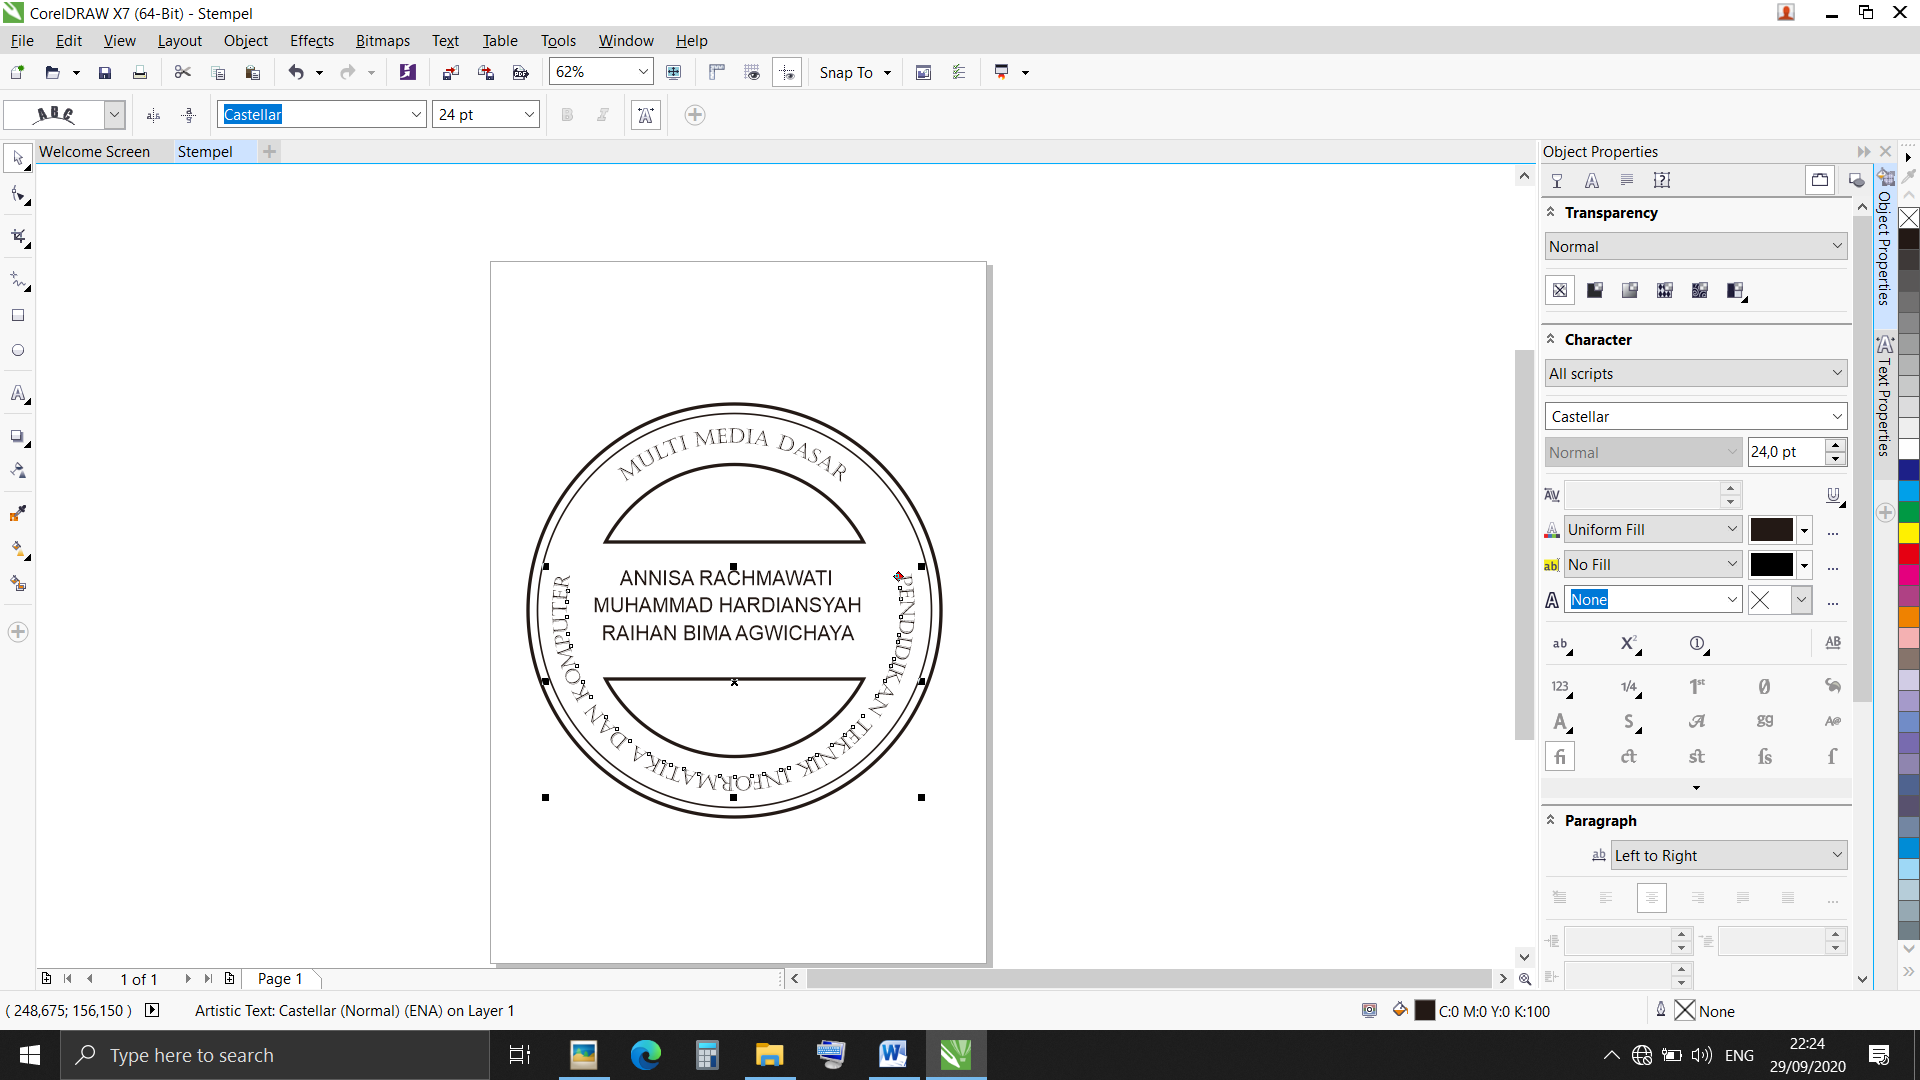 CorelDRAW X7 (64-Bit) - Stempel
File Edit View Layout Object Effects Bitmaps Text Table Tools Window Help
62% Snap To
ABC Castellar 24 pt B
Welcome Screen Stempel
MULTI MEDIA DASAR
ANNISA RACHMAWATI
MUHAMMAD HARDIANSYAH
RAIHAN BIMA AGWICHAYA
PENDIDIKAN TEKNIK INFORMATIKA DAN KOMPUTER
Object Properties
Transparency
Normal
Character
All scripts
Castellar
Normal 24,0 pt
Uniform Fill
No Fill
None
Paragraph
Left to Right
Object Properties
Text Properties
1 of 1 Page 1
( 248,675; 156,150 ) Artistic Text: Castellar (Normal) (ENA) on Layer 1 C:0 M:0 Y:0 K:100 None
Type here to search
ENG
22:24
29/09/2020